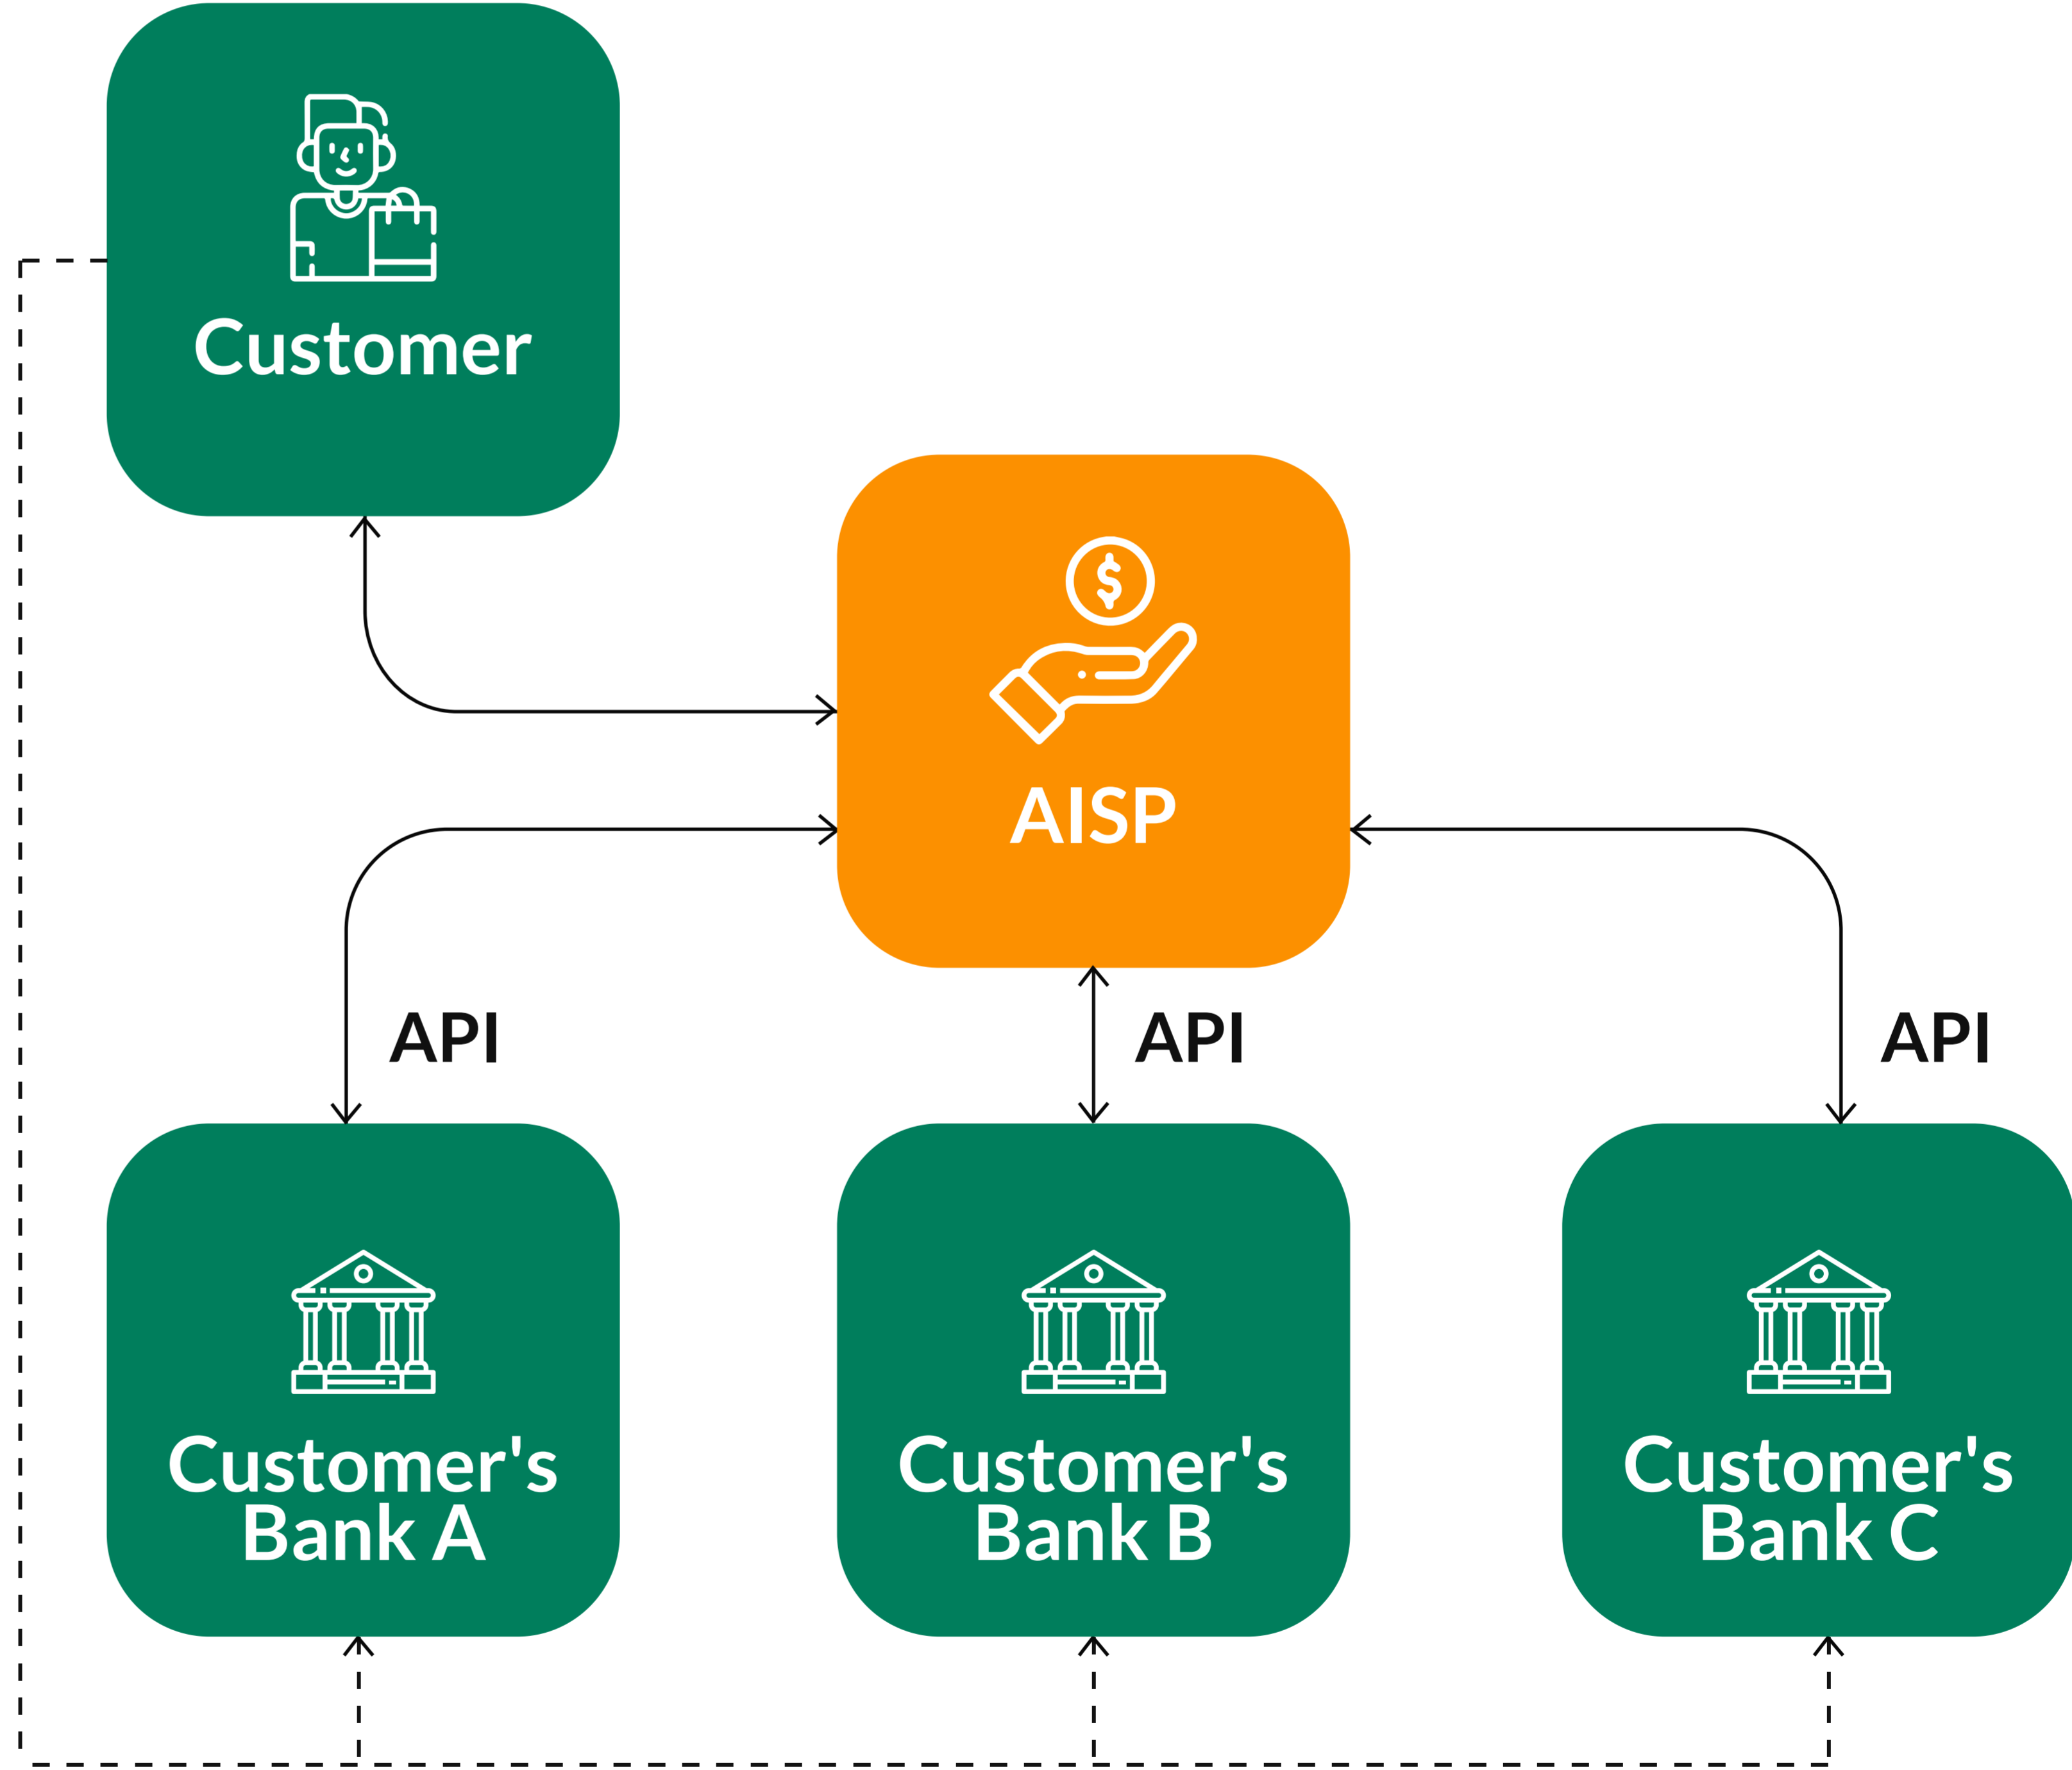 Customer
AISP
API
API
API
Customer's
Bank A
Customer's
Bank B
Customer's
Bank C